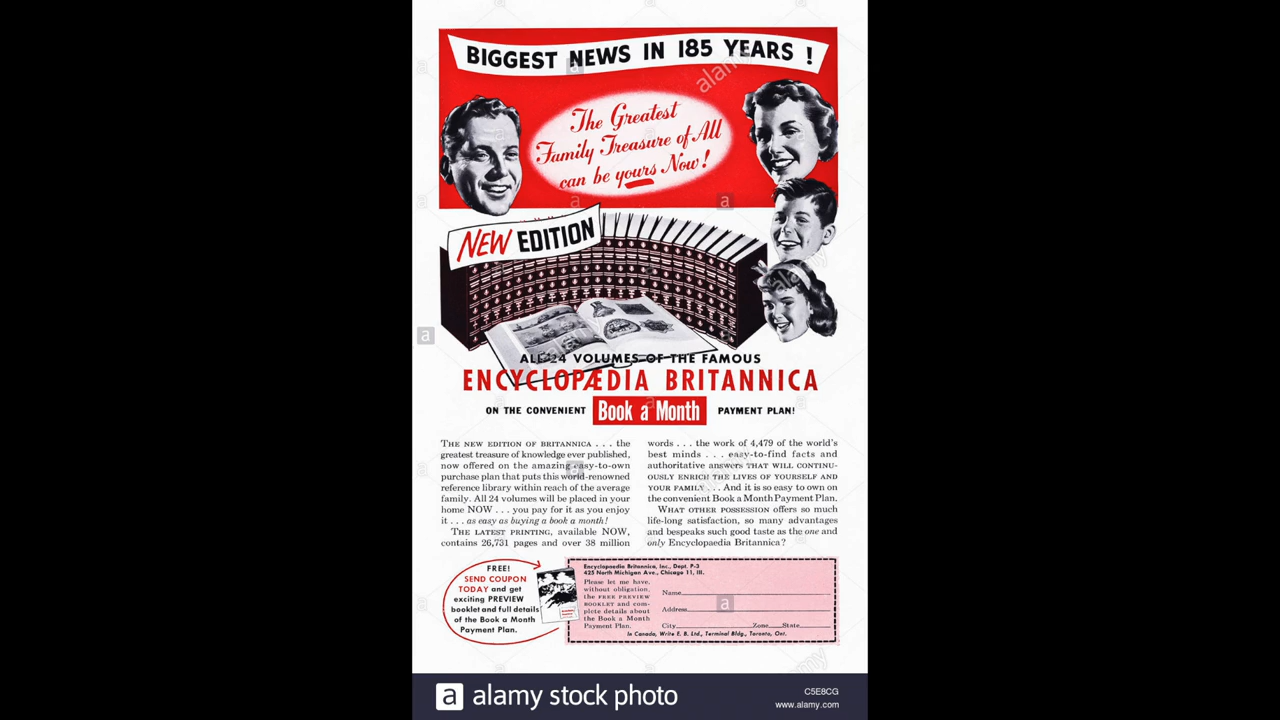 BIGGEST NEWS IN 185 YEARS !
The Greatest
Family Treasure of All
can be yours Now!
NEW EDITION
ALL 24 VOLUMES OF THE FAMOUS
ENCYCLOPÆDIA BRITANNICA
ON THE CONVENIENT Book a Month PAYMENT PLAN!
THE NEW EDITION OF BRITANNICA . . . the
greatest treasure of knowledge ever published,
now offered on the amazing easy-to-own
purchase plan that puts this world-renowned
reference library within reach of the average
family. All 24 volumes will be placed in your
home NOW . . . you pay for it as you enjoy
it . . . as easy as buying a book a month!
THE LATEST PRINTING, available NOW,
contains 26,731 pages and over 38 million
words . . . the work of 4,479 of the world's
best minds . . . easy-to-find facts and
authoritative answers THAT WILL CONTINU-
OUSLY ENRICH THE LIVES OF YOURSELF AND
YOUR FAMILY . . . And it is so easy to own on
the convenient Book a Month Payment Plan.
WHAT OTHER POSSESSION offers so much
life-long satisfaction, so many advantages
and bespeaks such good taste as the one and
only Encyclopaedia Britannica?
FREE!
SEND COUPON
TODAY and get
exciting PREVIEW
booklet and full details
of the Book a Month
Payment Plan.
Encyclopaedia Britannica, Inc., Dept. P-3
425 North Michigan Ave., Chicago 11, Ill.
Please let me have,
without obligation,
the FREE PREVIEW
BOOKLET and com-
plete details about
the Book a Month
Payment Plan.
Name
Address
City Zone State
In Canada, Write E. B. Ltd., Terminal Bldg., Toronto, Ont.
a alamy stock photo
C5E8CG
www.alamy.com
alamy